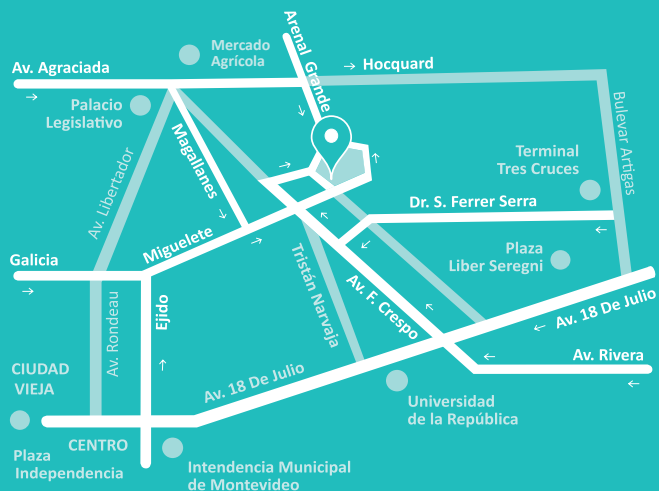 Arenal Grande
Mercado
Agrícola
Av. Agraciada
Hocquard
Palacio
Legislativo
Bulevar Artigas
Magallanes
Terminal
Tres Cruces
Av. Libertador
Dr. S. Ferrer Serra
Miguelete
Galicia
Tristán Narvaja
Plaza
Liber Seregni
Av. F. Crespo
Ejido
Av. Rondeau
Av. 18 De Julio
Av. Rivera
CIUDAD
VIEJA
Av. 18 De Julio
Universidad
de la República
CENTRO
Plaza
Independencia
Intendencia Municipal
de Montevideo